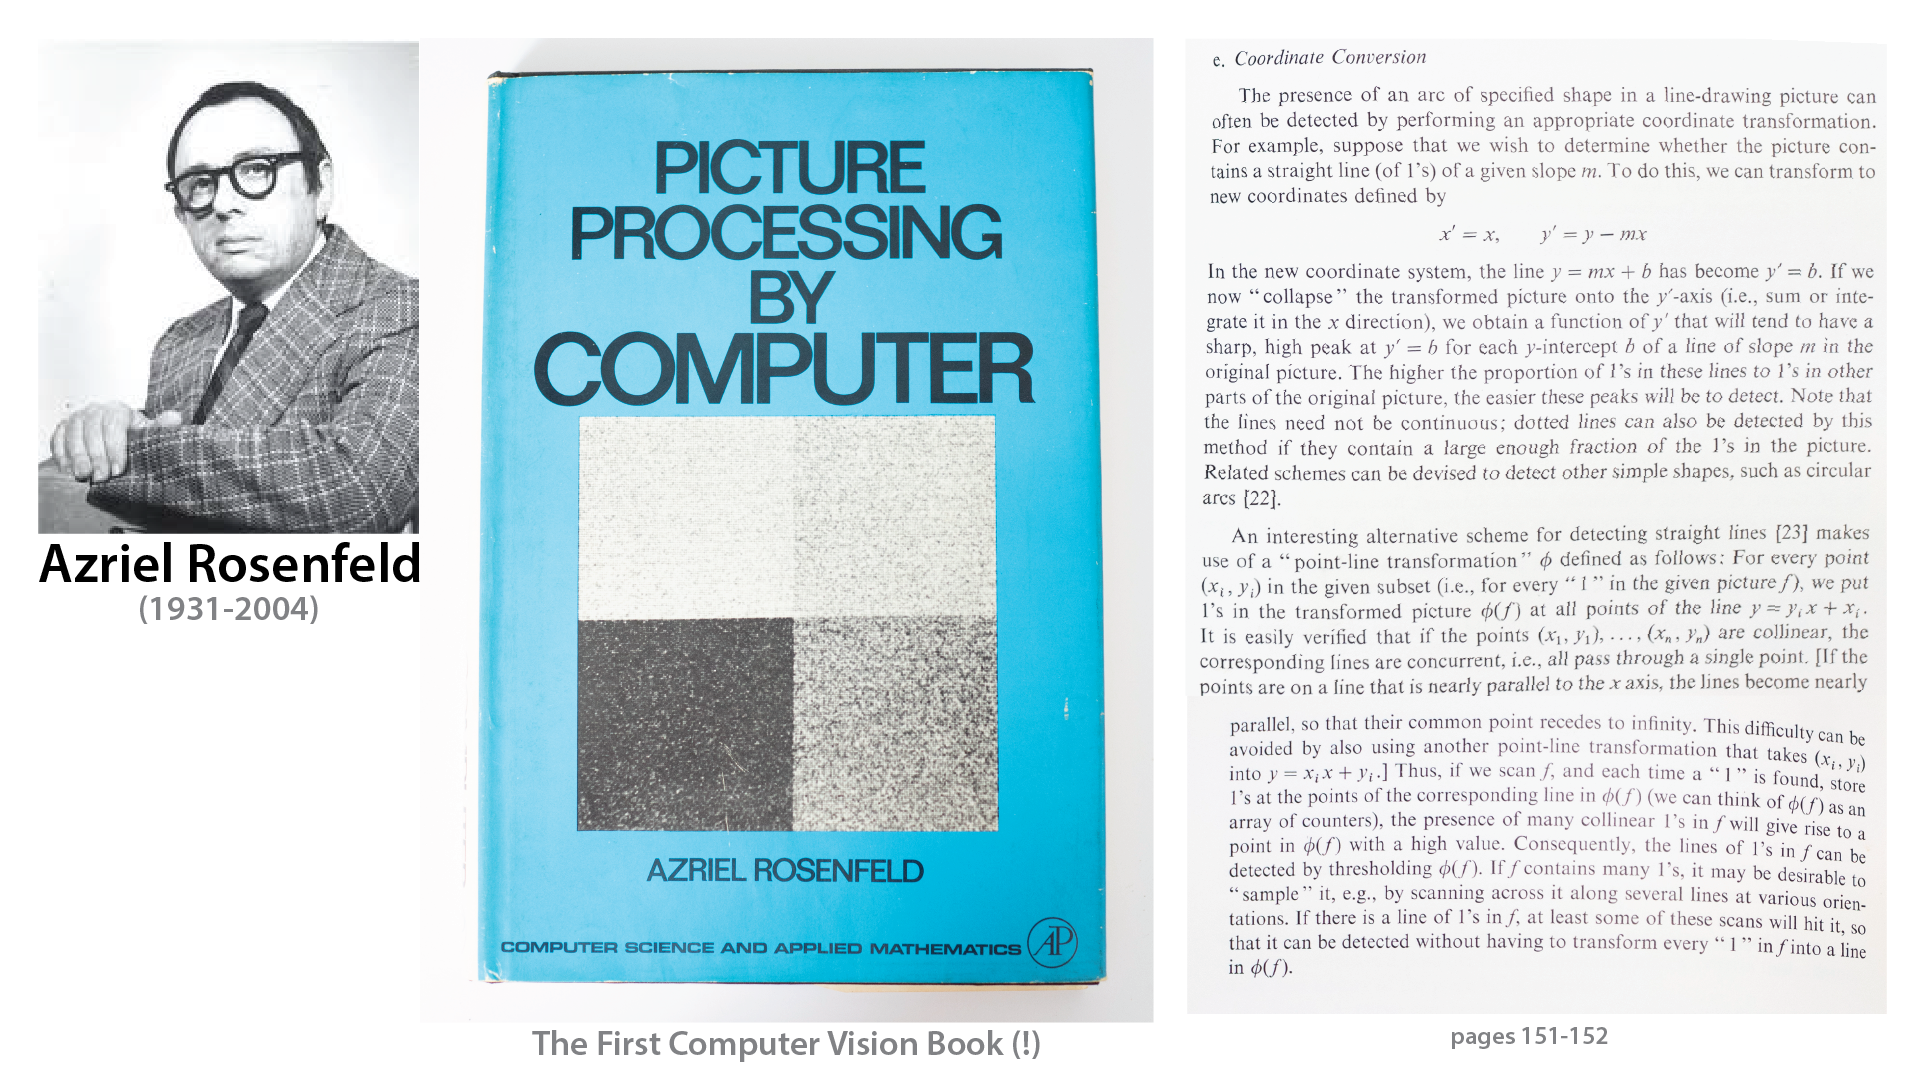 Azriel Rosenfeld
(1931-2004)
PICTURE
PROCESSING
BY
COMPUTER
AZRIEL ROSENFELD
COMPUTER SCIENCE AND APPLIED MATHEMATICS
AP
The First Computer Vision Book (!)
e. Coordinate Conversion
The presence of an arc of specified shape in a line-drawing picture can
often be detected by performing an appropriate coordinate transformation.
For example, suppose that we wish to determine whether the picture con-
tains a straight line (of 1's) of a given slope m. To do this, we can transform to
new coordinates defined by
x′ = x, y′ = y − mx
In the new coordinate system, the line y = mx + b has become y′ = b. If we
now “collapse” the transformed picture onto the y′-axis (i.e., sum or inte-
grate it in the x direction), we obtain a function of y′ that will tend to have a
sharp, high peak at y′ = b for each y-intercept b of a line of slope m in the
original picture. The higher the proportion of 1's in these lines to 1's in other
parts of the original picture, the easier these peaks will be to detect. Note that
the lines need not be continuous; dotted lines can also be detected by this
method if they contain a large enough fraction of the 1's in the picture.
Related schemes can be devised to detect other simple shapes, such as circular
arcs [22].
An interesting alternative scheme for detecting straight lines [23] makes
use of a “point-line transformation” ϕ defined as follows: For every point
(xᵢ, yᵢ) in the given subset (i.e., for every “1” in the given picture f), we put
1's in the transformed picture ϕ(f) at all points of the line y = yᵢx + xᵢ.
It is easily verified that if the points (x₁, y₁), ..., (xₙ, yₙ) are collinear, the
corresponding lines are concurrent, i.e., all pass through a single point. [If the
points are on a line that is nearly parallel to the x axis, the lines become nearly
parallel, so that their common point recedes to infinity. This difficulty can be
avoided by also using another point-line transformation that takes (xᵢ, yᵢ)
into y = xᵢx + yᵢ.] Thus, if we scan f, and each time a “1” is found, store
1's at the points of the corresponding line in ϕ(f) (we can think of ϕ(f) as an
array of counters), the presence of many collinear 1's in f will give rise to a
point in ϕ(f) with a high value. Consequently, the lines of 1's in f can be
detected by thresholding ϕ(f). If f contains many 1's, it may be desirable to
“sample” it, e.g., by scanning across it along several lines at various orien-
tations. If there is a line of 1's in f, at least some of these scans will hit it, so
that it can be detected without having to transform every “1” in f into a line
in ϕ(f).
pages 151-152